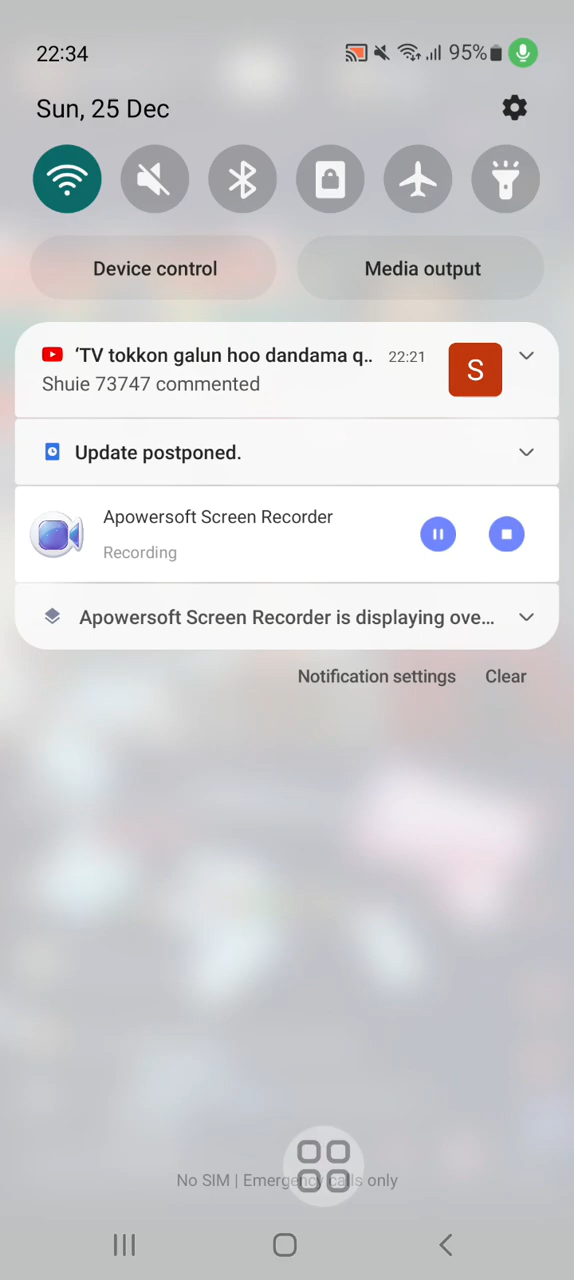 22:34
95%
Sun, 25 Dec
Device control
Media output
‘TV tokkon galun hoo dandama q.. 22:21
Shuie 73747 commented
S
Update postponed.
Apowersoft Screen Recorder
Recording
Apowersoft Screen Recorder is displaying ove...
Notification settings
Clear
No SIM | Emergency calls only